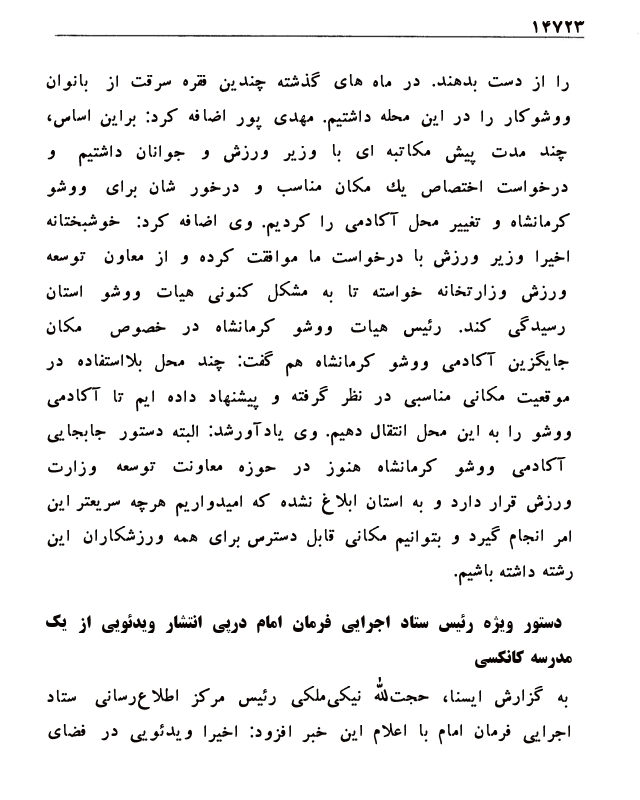 ۱۴۷۲۳
را از دست بدهند. در ماه های گذشته چندین فقره سرقت از بانوان
ووشوکار را در این محله داشتیم. مهدی پور اضافه کرد: براین اساس،
چند مدت پیش مکاتبه ای با وزیر ورزش و جوانان داشتیم و
درخواست اختصاص یك مکان مناسب و درخور شان برای ووشو
کرمانشاه و تغییر محل آکادمی را کردیم. وی اضافه کرد: خوشبختانه
اخیرا وزیر ورزش با درخواست ما موافقت کرده و از معاون توسعه
ورزش وزارتخانه خواسته تا به مشکل کنونی هیات ووشو استان
رسیدگی کند. رئیس هیات ووشو کرمانشاه در خصوص مکان
جایگزین آکادمی ووشو کرمانشاه هم گفت: چند محل بلااستفاده در
موقعیت مکانی مناسبی در نظر گرفته و پیشنهاد داده ایم تا آکادمی
ووشو را به این محل انتقال دهیم. وی یادآورشد: البته دستور جابجایی
آکادمی ووشو کرمانشاه هنوز در حوزه معاونت توسعه وزارت
ورزش قرار دارد و به استان ابلاغ نشده که امیدواریم هرچه سریعتر این
امر انجام گیرد و بتوانیم مکانی قابل دسترس برای همه ورزشکاران این
رشته داشته باشیم.
دستور ویژه رئیس ستاد اجرایی فرمان امام درپی انتشار ویدئویی از یک
مدرسه کانکسی
به گزارش ایسنا، حجت‌الله نیکی‌ملکی رئیس مرکز اطلاع‌رسانی ستاد
اجرایی فرمان امام با اعلام این خبر افزود: اخیرا ویدئویی در فضای